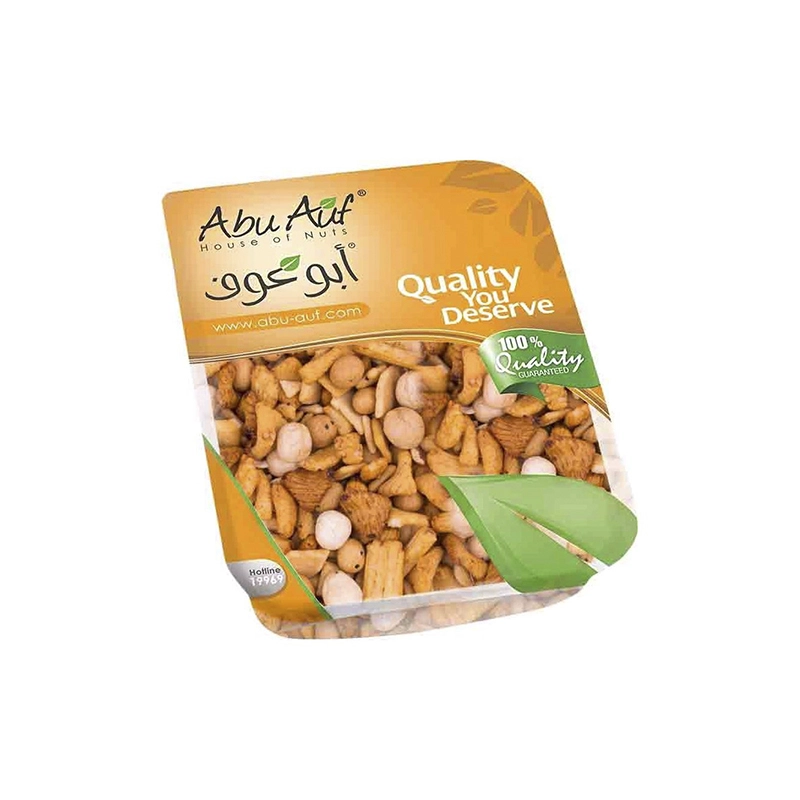 Abu Auf®
House of Nuts
أبو عوف®
www.abu-auf.com
Quality
You
Deserve
100%
Quality
GUARANTEED
Hotline
19969